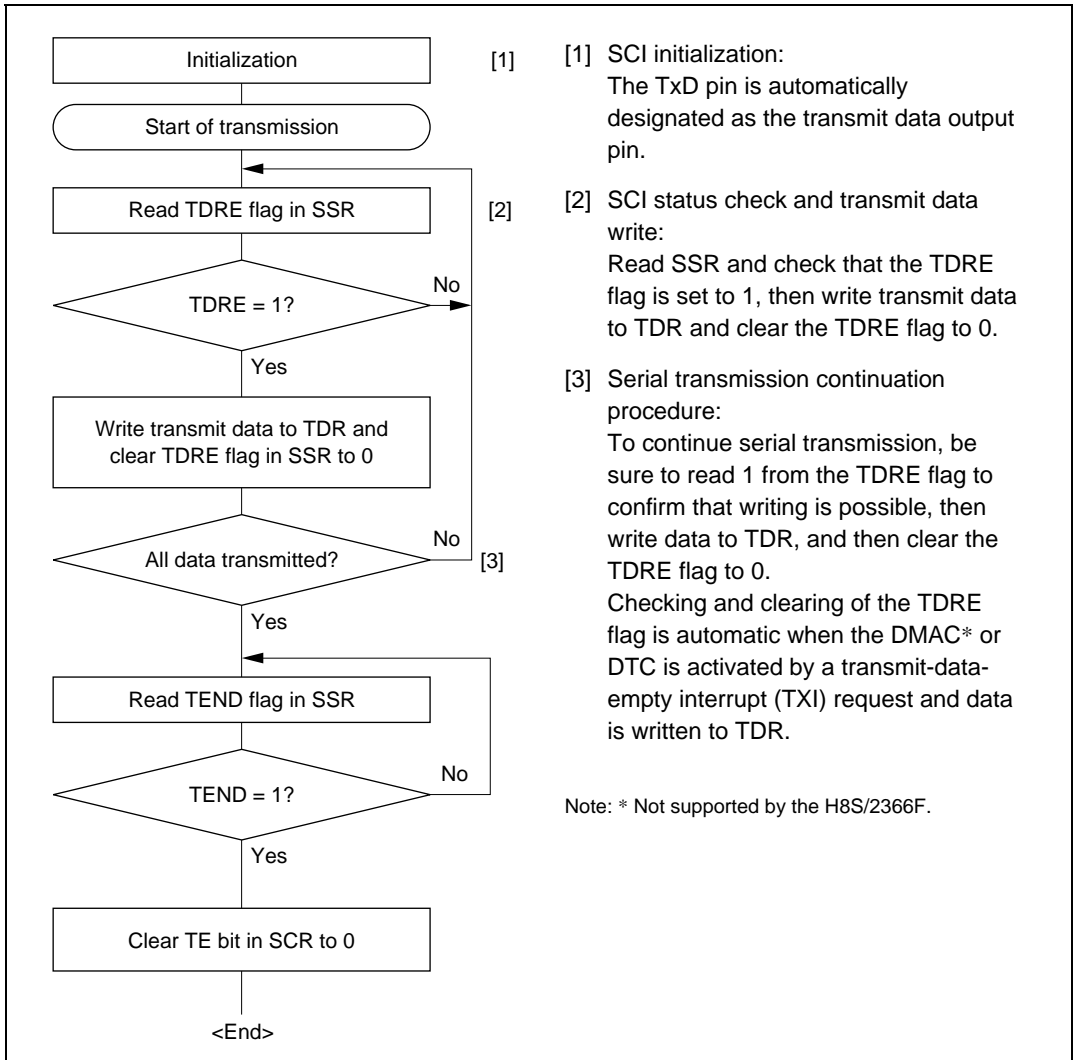 Initialization
[1]
Start of transmission
Read TDRE flag in SSR
[2]
TDRE = 1?
No
Yes
Write transmit data to TDR and
clear TDRE flag in SSR to 0
All data transmitted?
No
[3]
Yes
Read TEND flag in SSR
TEND = 1?
No
Yes
Clear TE bit in SCR to 0
<End>
[1] SCI initialization:
The TxD pin is automatically
designated as the transmit data output
pin.
[2] SCI status check and transmit data
write:
Read SSR and check that the TDRE
flag is set to 1, then write transmit data
to TDR and clear the TDRE flag to 0.
[3] Serial transmission continuation
procedure:
To continue serial transmission, be
sure to read 1 from the TDRE flag to
confirm that writing is possible, then
write data to TDR, and then clear the
TDRE flag to 0.
Checking and clearing of the TDRE
flag is automatic when the DMAC* or
DTC is activated by a transmit-data-
empty interrupt (TXI) request and data
is written to TDR.
Note: * Not supported by the H8S/2366F.